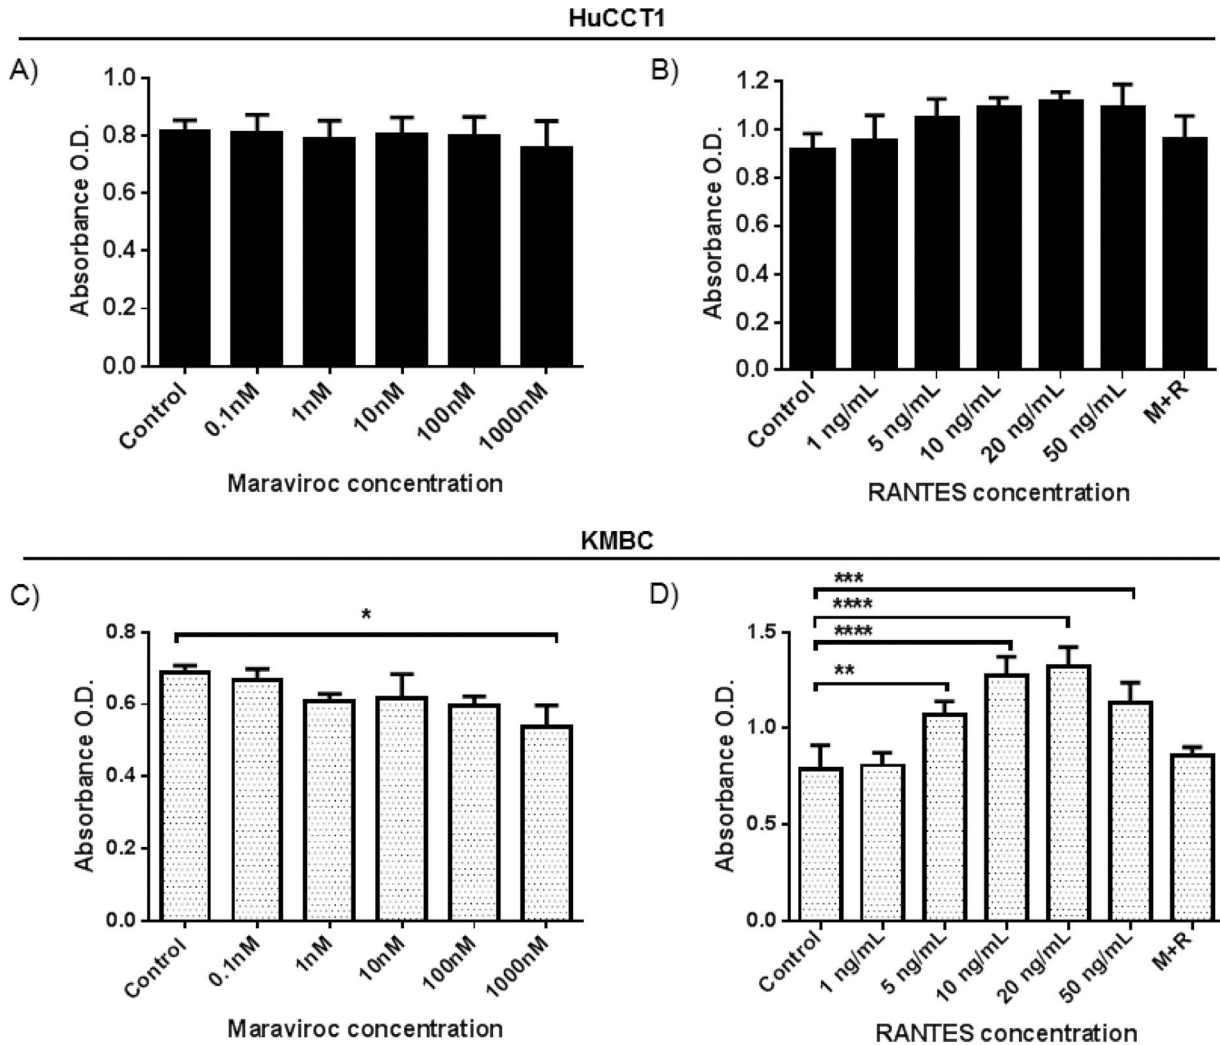 HuCCT1
A)
1.0
0.8
0.6
0.4
0.2
0.0
Absorbance O.D.
Control
0.1nM
1nM
10nM
100nM
1000nM
Maraviroc concentration
B)
1.2
1.0
0.8
0.6
0.4
0.2
0.0
Absorbance O.D.
Control
1 ng/mL
5 ng/mL
10 ng/mL
20 ng/mL
50 ng/mL
M+R
RANTES concentration
KMBC
C)
*
0.8
0.6
0.4
0.2
0.0
Absorbance O.D.
Control
0.1nM
1nM
10nM
100nM
1000nM
Maraviroc concentration
D)
***
****
****
**
1.5
1.0
0.5
0.0
Absorbance O.D.
Control
1 ng/mL
5 ng/mL
10 ng/mL
20 ng/mL
50 ng/mL
M+R
RANTES concentration